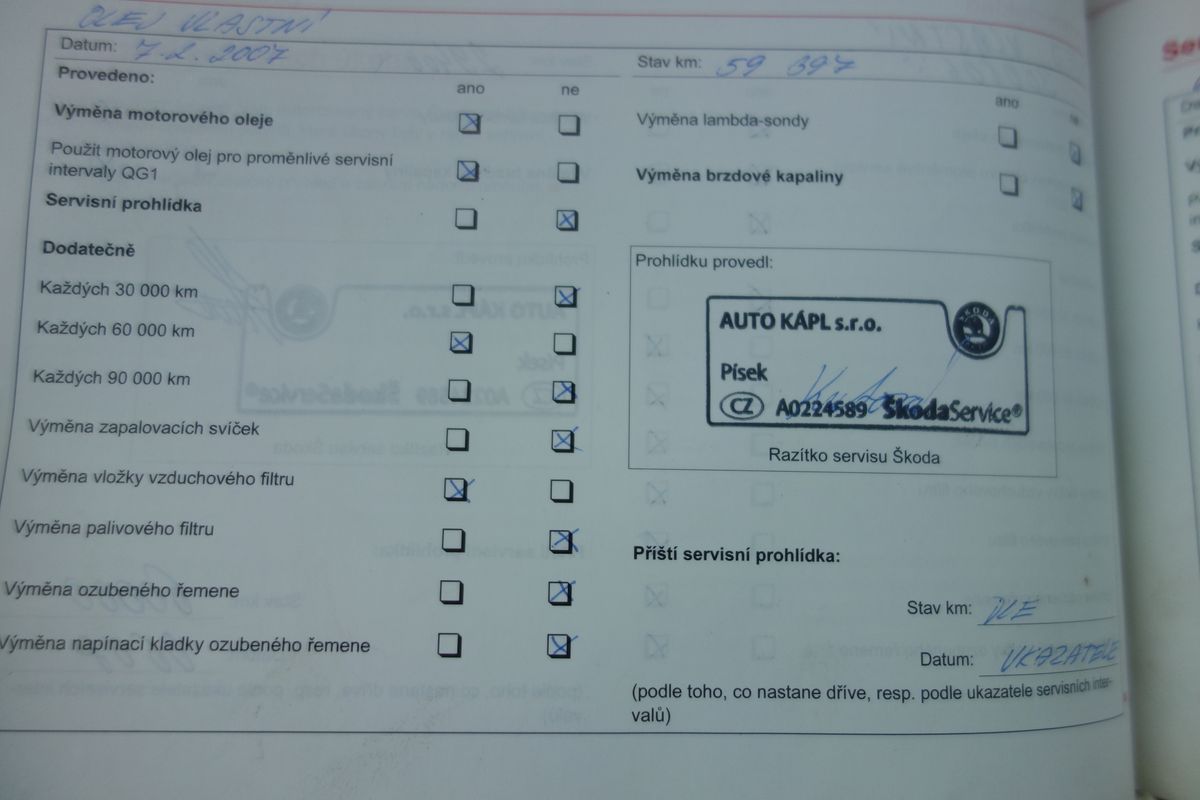 OLEJ VLASTNÍ
Datum: 7.2.2007
Stav km: 59 397
Provedeno:
ano ne
Výměna motorového oleje
Použit motorový olej pro proměnlivé servisní
intervaly QG1
Servisní prohlídka
Dodatečně
Každých 30 000 km
Každých 60 000 km
Každých 90 000 km
Výměna zapalovacích svíček
Výměna vložky vzduchového filtru
Výměna palivového filtru
Výměna ozubeného řemene
Výměna napínací kladky ozubeného řemene
ano ne
Výměna lambda-sondy
Výměna brzdové kapaliny
Prohlídku provedl:
AUTO KÁPL s.r.o.
ŠKODA
Písek
CZ A0224589 ŠkodaService®
Razítko servisu Škoda
Příští servisní prohlídka:
Stav km: DLE
Datum: UKAZATELE
(podle toho, co nastane dříve, resp. podle ukazatele servisních inter-
valů)